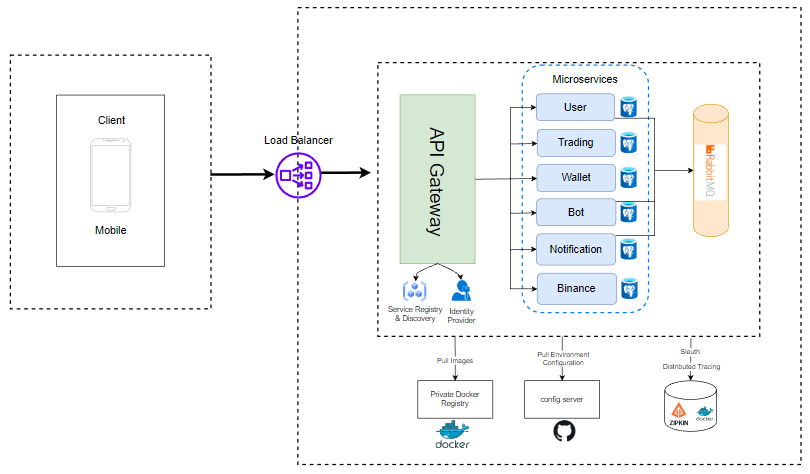 Client
Mobile
Load Balancer
API Gateway
Service Registry
& Discovery
Identity
Provider
Microservices
User
Trading
Wallet
Bot
Notification
Binance
RabbitMQ
Pull Images
Private Docker
Registry
docker
Pull Environment
Configuration
config server
Sleuth
Distributed Tracing
ZIPKIN
docker